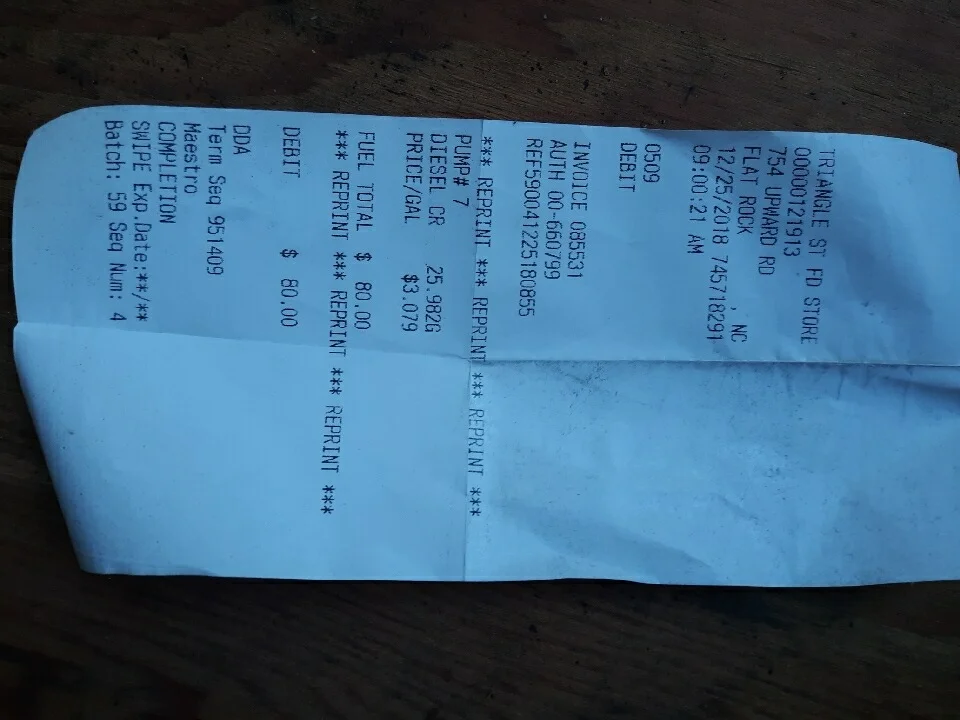 TRIANGLE ST FD STORE
00000121913
754 UPWARD RD
FLAT ROCK , NC
12/25/2018 745718291
09:00:21 AM
0509
DEBIT
INVOICE 085531
AUTH 00-660799
REF590041225180855
*** REPRINT *** REPRINT *** REPRINT ***
PUMP# 7
DIESEL CR 25.982G
PRICE/GAL $3.079
FUEL TOTAL $ 80.00
*** REPRINT *** REPRINT *** REPRINT ***
DEBIT $ 80.00
DDA
Term Seq 951409
Maestro
COMPLETION
SWIPE Exp.Date:**/**
Batch: 59 Seq Num: 4